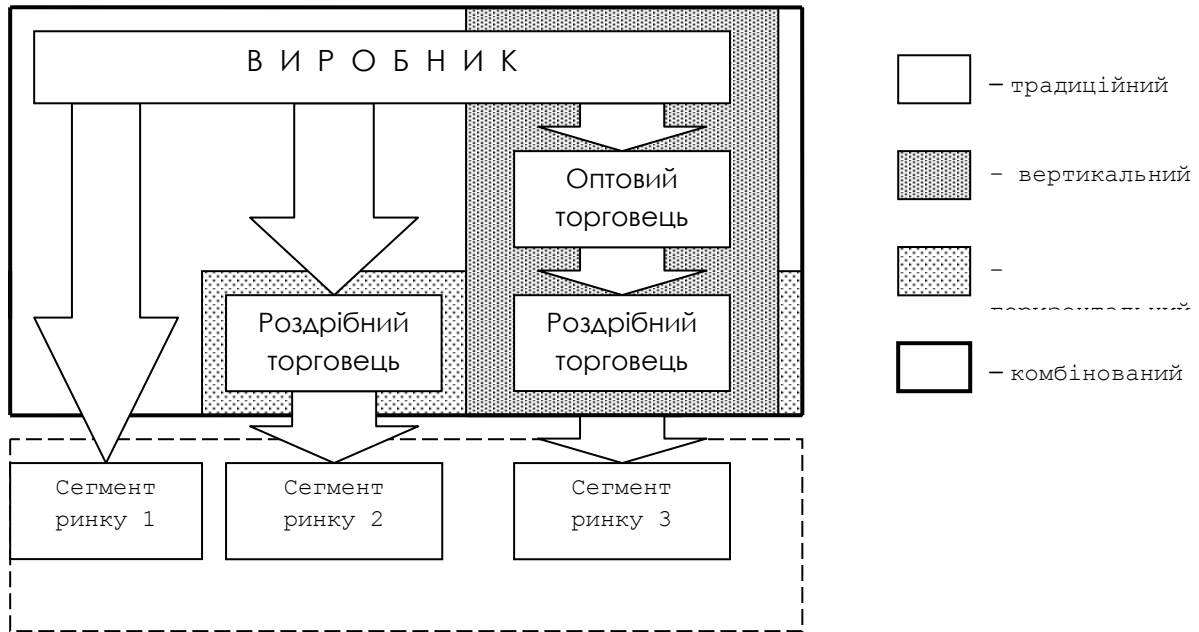 В И Р О Б Н И К
Оптовий
торговець
Роздрібний
торговець
Роздрібний
торговець
Сегмент
ринку 1
Сегмент
ринку 2
Сегмент
ринку 3
– традиційний
– вертикальний
–
– комбінований